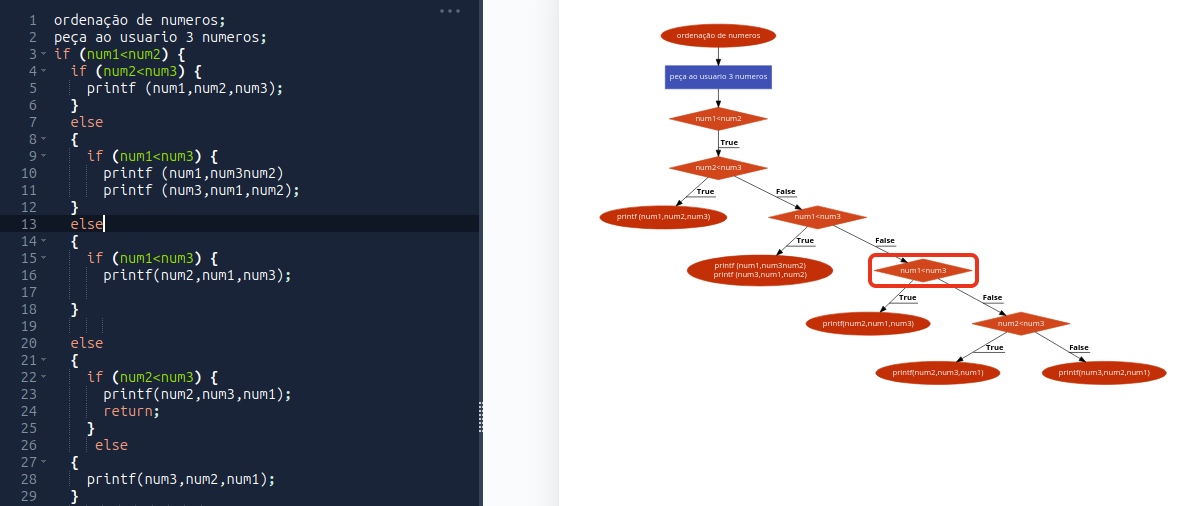 1 ordenação de numeros;
2 peça ao usuario 3 numeros;
3 if (num1<num2) {
4 if (num2<num3) {
5 printf (num1,num2,num3);
6 }
7 else
8 {
9 if (num1<num3) {
10 printf (num1,num3num2)
11 printf (num3,num1,num2);
12 }
13 else
14 {
15 if (num1<num3) {
16 printf(num2,num1,num3);
17
18 }
19
20 else
21 {
22 if (num2<num3) {
23 printf(num2,num3,num1);
24 return;
25 }
26 else
27 {
28 printf(num3,num2,num1);
29 }
ordenação de numeros
peça ao usuario 3 numeros
num1<num2
True
num2<num3
True False
printf (num1,num2,num3)
num1<num3
True False
printf (num1,num3num2)
printf (num3,num1,num2)
num1<num3
True False
printf(num2,num1,num3)
num2<num3
True False
printf(num2,num3,num1)
printf(num3,num2,num1)